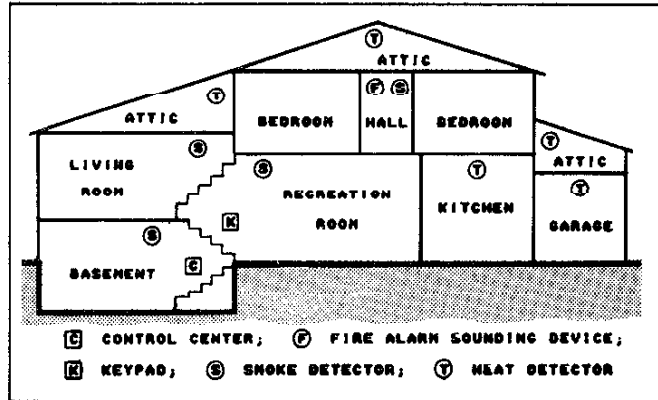 T
ATTIC
T
ATTIC
BEDROOM
F S
HALL
BEDROOM
T
ATTIC
S
LIVING
ROOM
S
RECREATION
ROOM
T
KITCHEN
T
GARAGE
K
S
BASEMENT
C
C CONTROL CENTER; F FIRE ALARM SOUNDING DEVICE;
K KEYPAD; S SMOKE DETECTOR; T HEAT DETECTOR